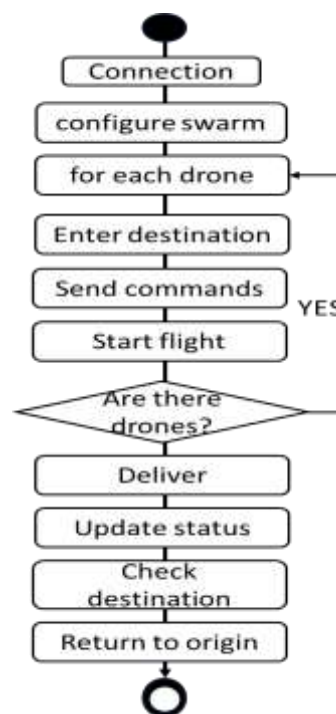 Connection
configure swarm
for each drone
Enter destination
Send commands
YES
Start flight
Are there
drones?
Deliver
Update status
Check
destination
Return to origin